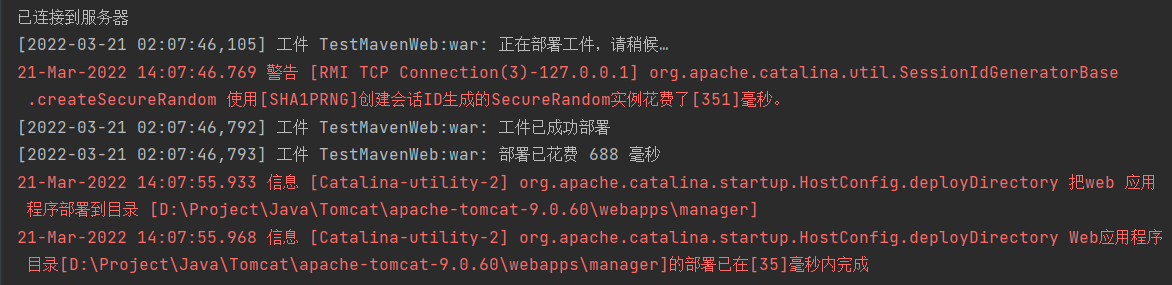 已连接到服务器
[2022-03-21 02:07:46,105] 工件 TestMavenWeb:war: 正在部署工件，请稍候…
21-Mar-2022 14:07:46.769 警告 [RMI TCP Connection(3)-127.0.0.1] org.apache.catalina.util.SessionIdGeneratorBase
.createSecureRandom 使用[SHA1PRNG]创建会话ID生成的SecureRandom实例花费了[351]毫秒。
[2022-03-21 02:07:46,792] 工件 TestMavenWeb:war: 工件已成功部署
[2022-03-21 02:07:46,793] 工件 TestMavenWeb:war: 部署已花费 688 毫秒
21-Mar-2022 14:07:55.933 信息 [Catalina-utility-2] org.apache.catalina.startup.HostConfig.deployDirectory 把web 应用
程序部署到目录 [D:\Project\Java\Tomcat\apache-tomcat-9.0.60\webapps\manager]
21-Mar-2022 14:07:55.968 信息 [Catalina-utility-2] org.apache.catalina.startup.HostConfig.deployDirectory Web应用程序
目录[D:\Project\Java\Tomcat\apache-tomcat-9.0.60\webapps\manager]的部署已在[35]毫秒内完成